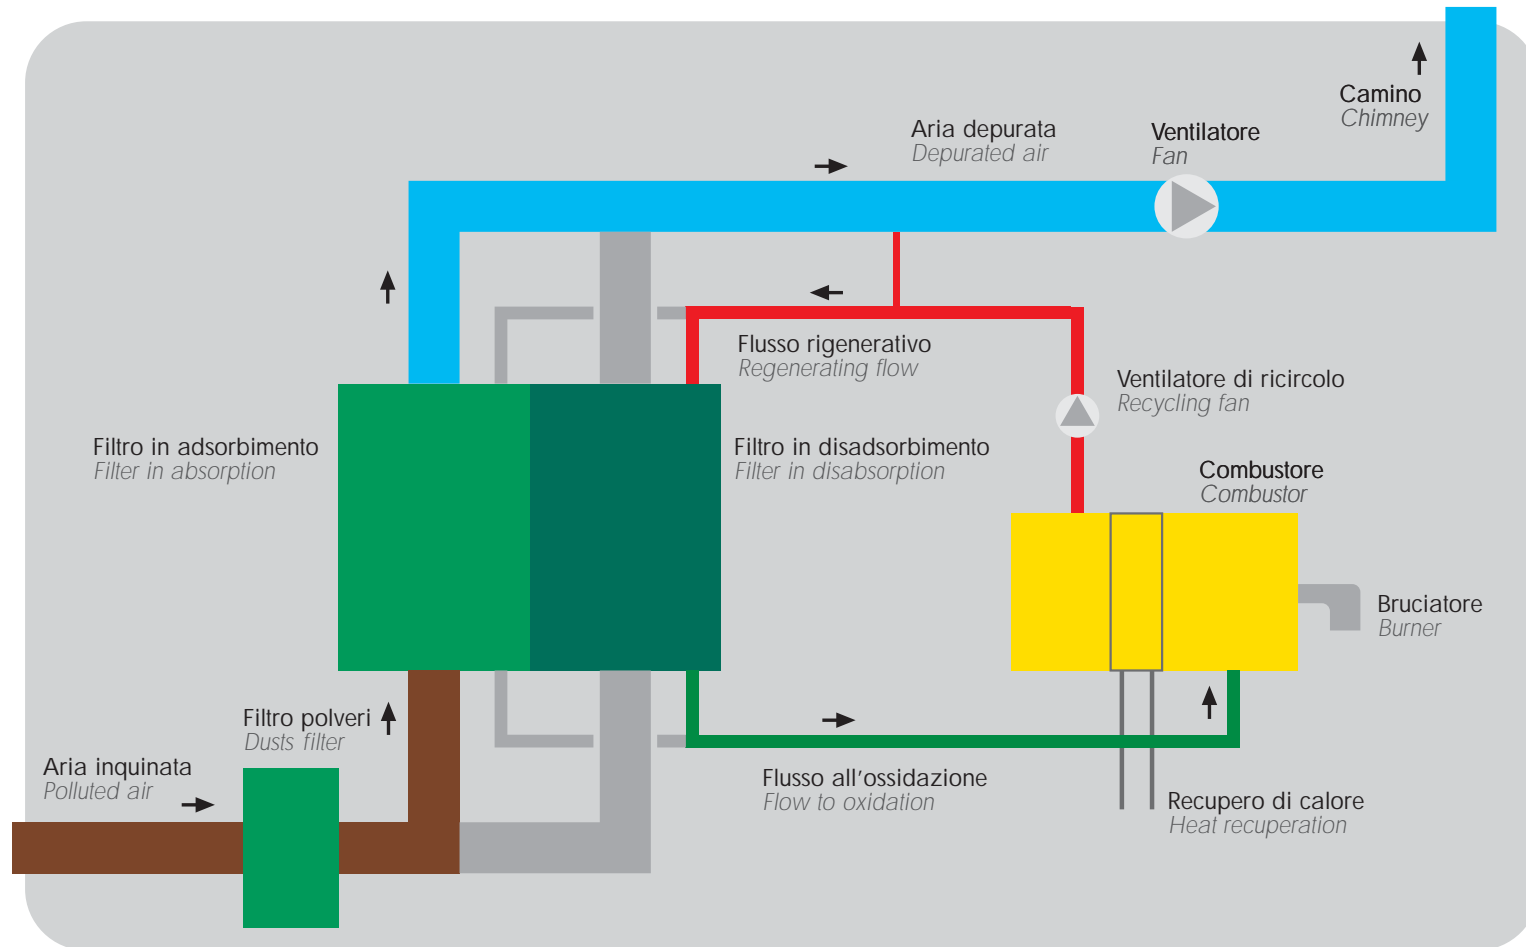 Camino
Chimney
Aria depurata
Depurated air
Ventilatore
Fan
Flusso rigenerativo
Regenerating flow
Ventilatore di ricircolo
Recycling fan
Filtro in adsorbimento
Filter in absorption
Filtro in disadsorbimento
Filter in disabsorption
Combustore
Combustor
Bruciatore
Burner
Filtro polveri
Dusts filter
Aria inquinata
Polluted air
Flusso all'ossidazione
Flow to oxidation
Recupero di calore
Heat recuperation